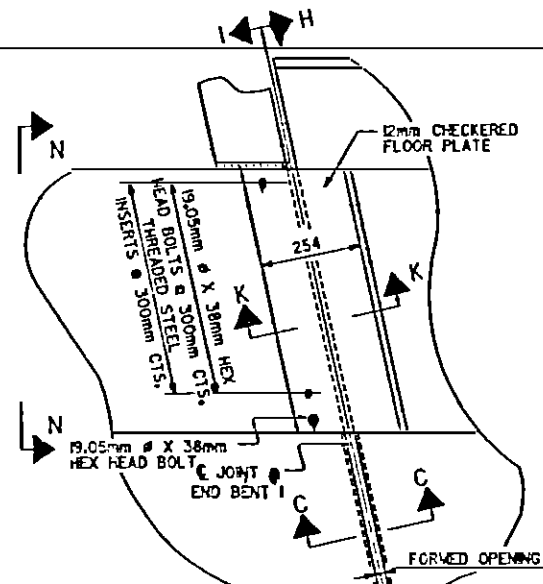 I H
N
12mm CHECKERED
FLOOR PLATE
254
19.05mm ø X 38mm HEX
HEAD BOLTS @ 300mm CTS.
THREADED STEEL
INSERTS @ 300mm CTS.
K
K
N
19.05mm ø X 38mm
HEX HEAD BOLT
℄ JOINT @
END BENT 1
C
C
FORMED OPENING